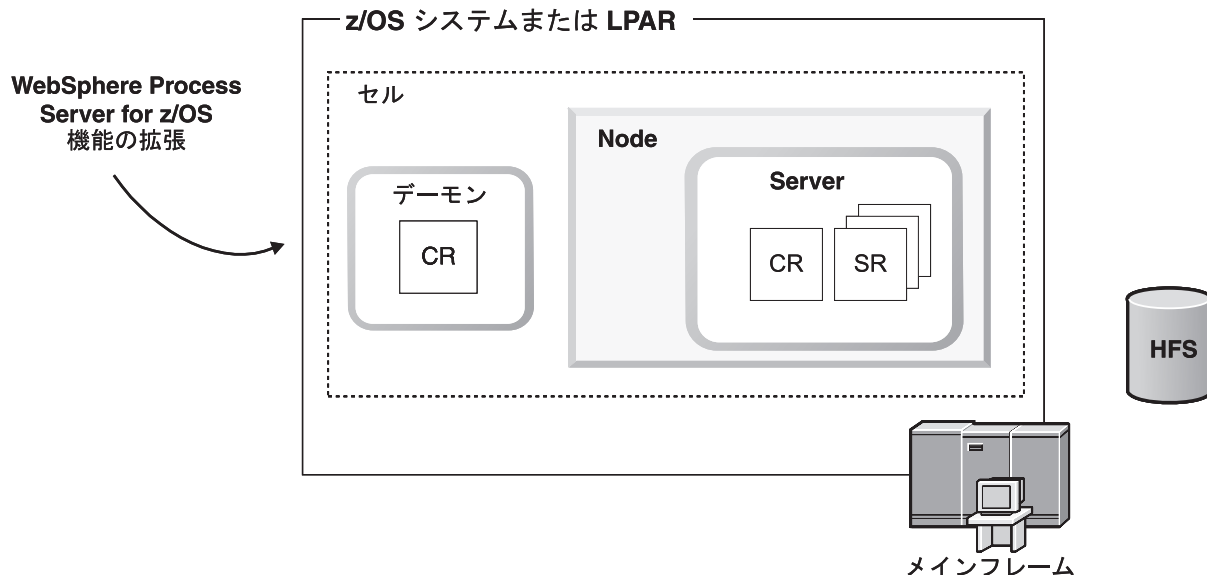 z/OS システムまたは LPAR
WebSphere Process
Server for z/OS
機能の拡張
セル
デーモン
CR
Node
Server
CR
SR
HFS
メインフレーム